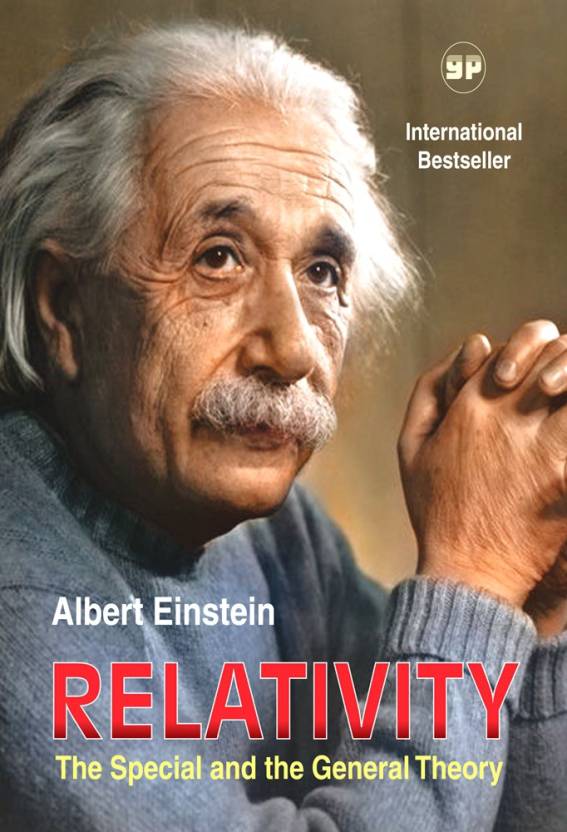 gp
International
Bestseller
Albert Einstein
RELATIVITY
The Special and the General Theory